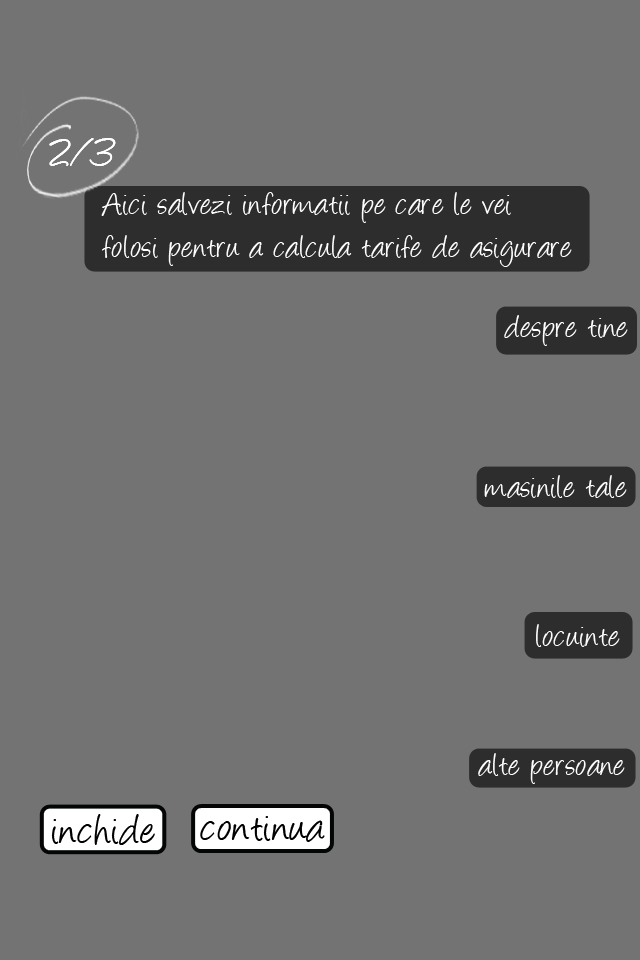 2/3
Aici salvezi informatii pe care le vei
folosi pentru a calcula tarife de asigurare
despre tine
masinile tale
locuinte
alte persoane
inchide
continua